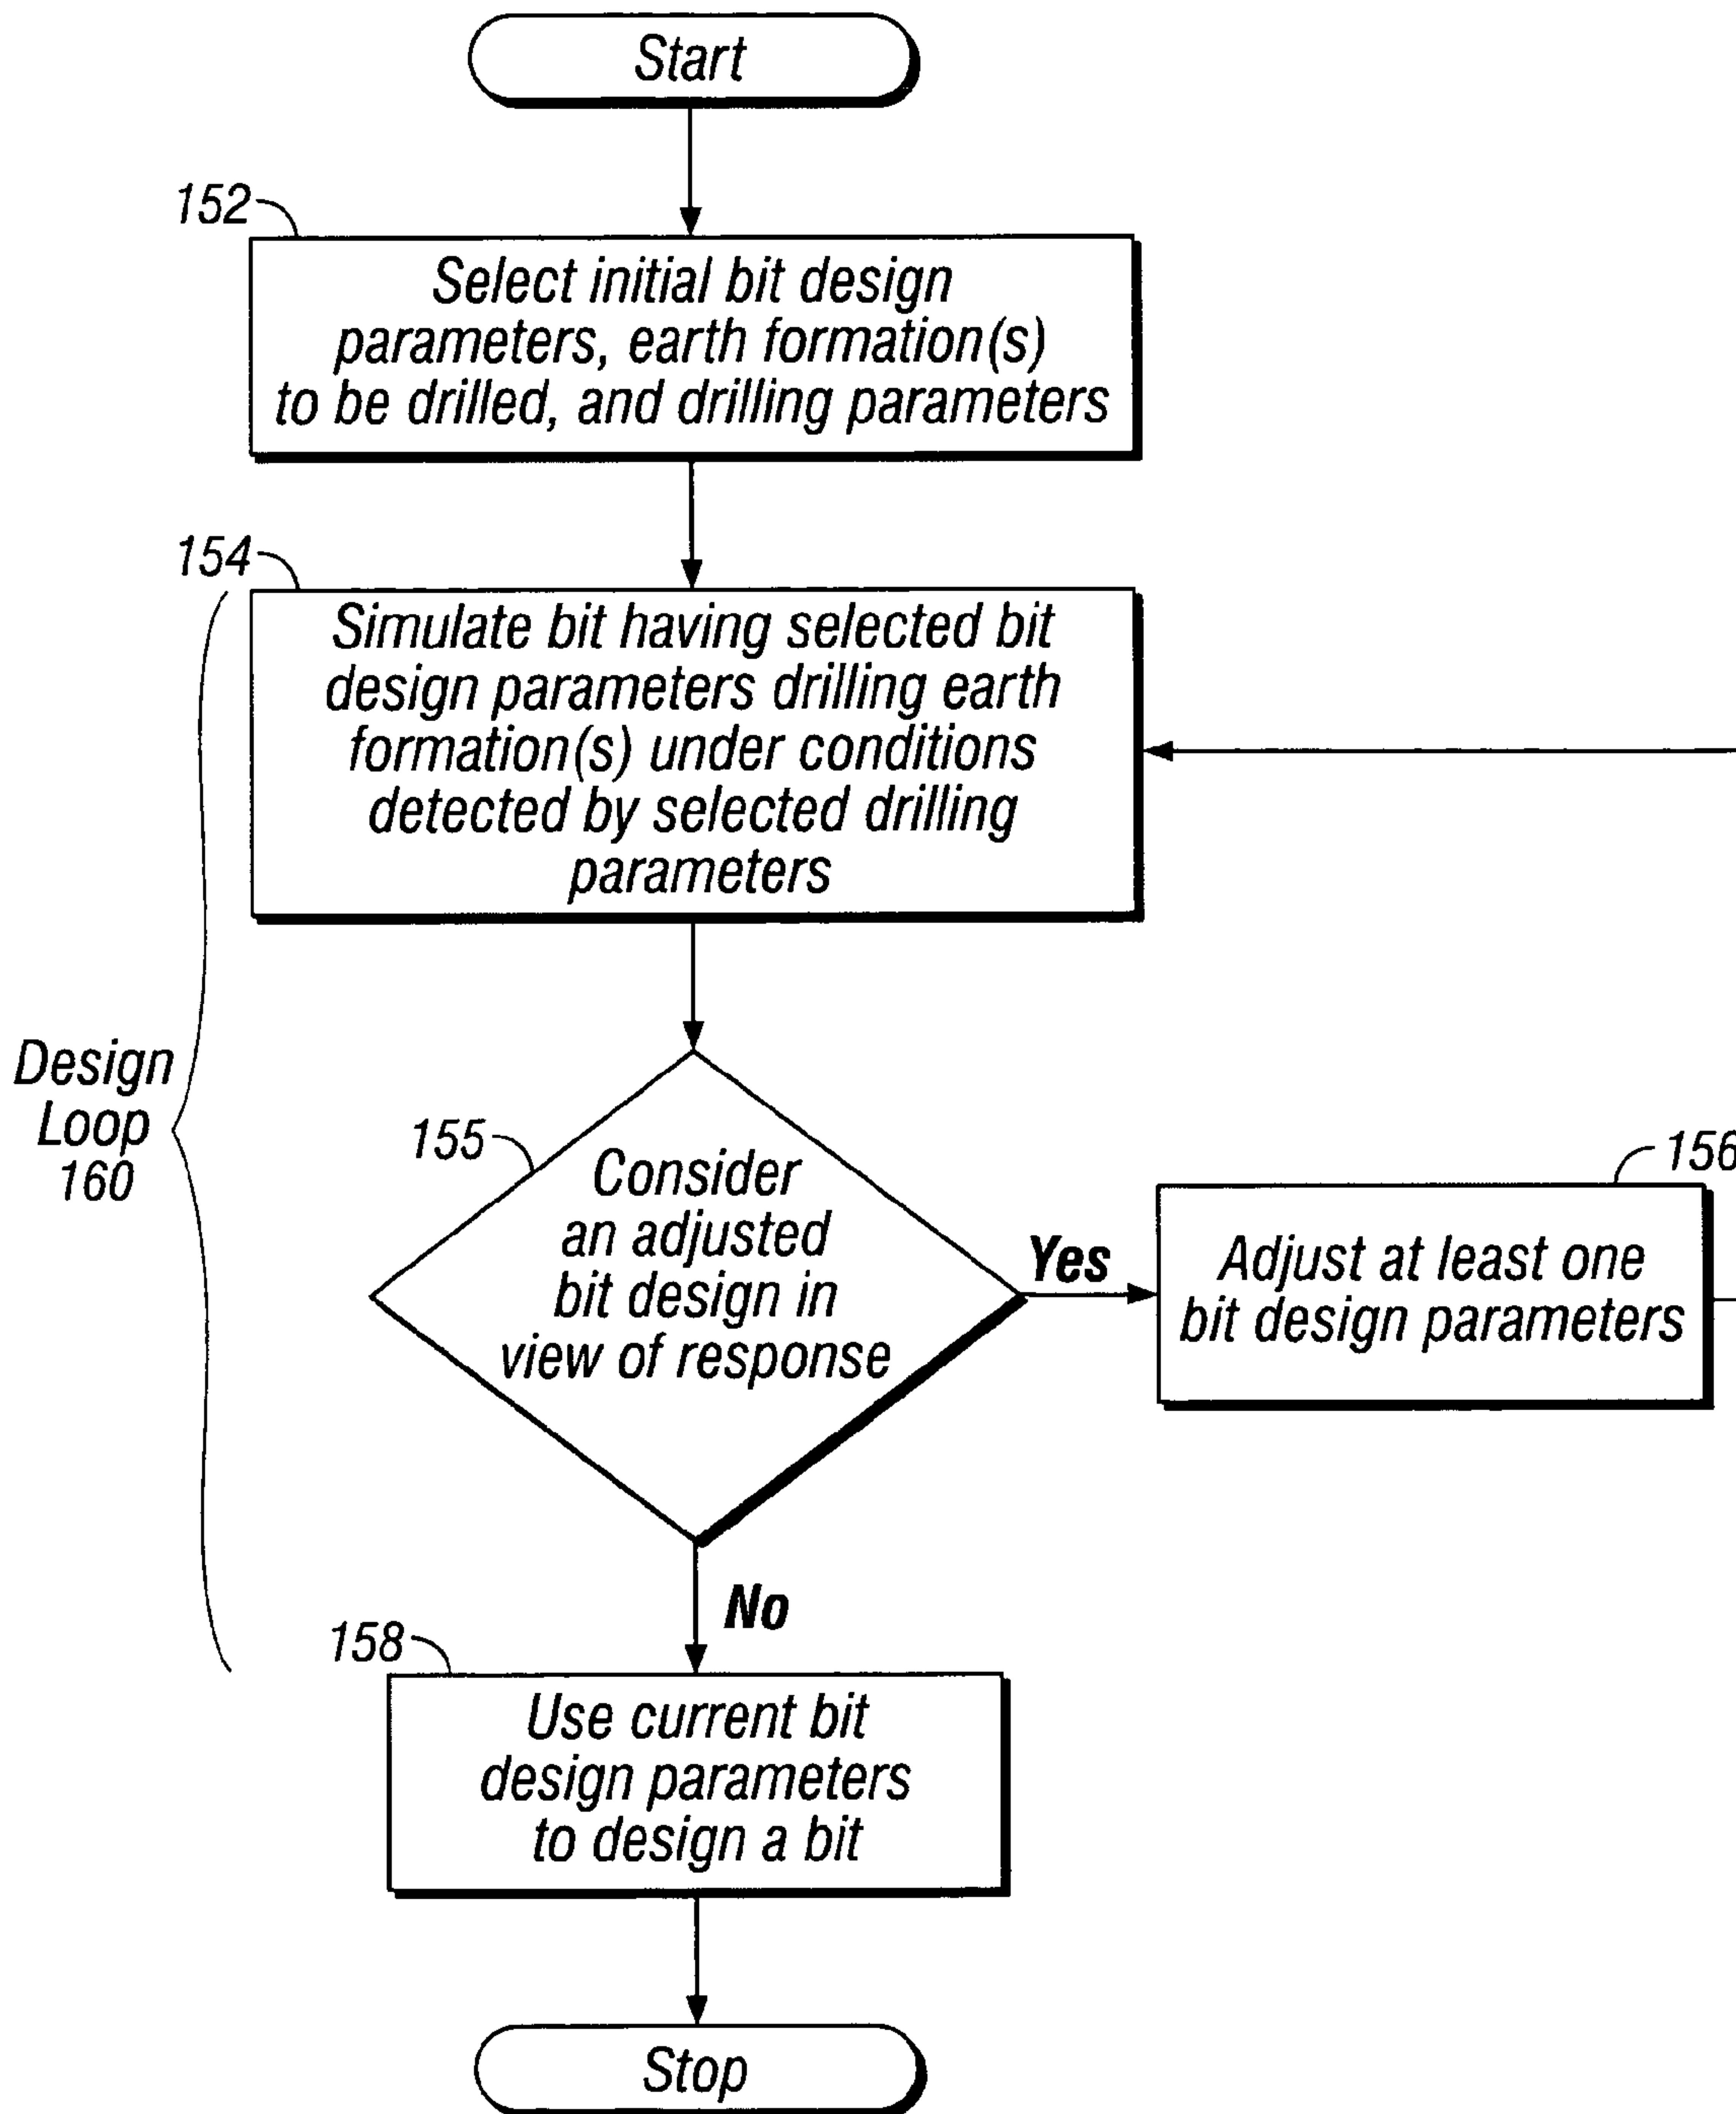 Start
152
Select initial bit design
parameters, earth formation(s)
to be drilled, and drilling parameters
154
Simulate bit having selected bit
design parameters drilling earth
formation(s) under conditions
detected by selected drilling
parameters
Design
Loop
160
155
Consider
an adjusted
bit design in
view of response
Yes
156
Adjust at least one
bit design parameters
No
158
Use current bit
design parameters
to design a bit
Stop